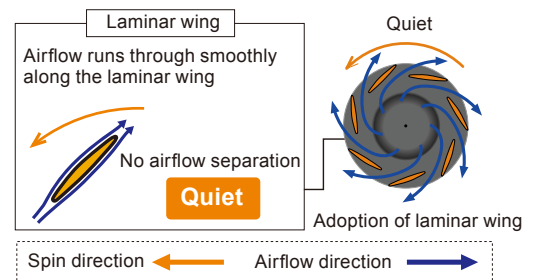 Laminar wing
Airflow runs through smoothly
along the laminar wing
No airflow separation
Quiet
Quiet
Adoption of laminar wing
Spin direction
Airflow direction